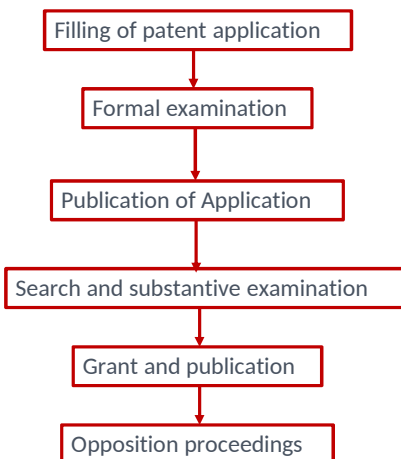 Filling of patent application
Formal examination
Publication of Application
Search and substantive examination
Grant and publication
Opposition proceedings